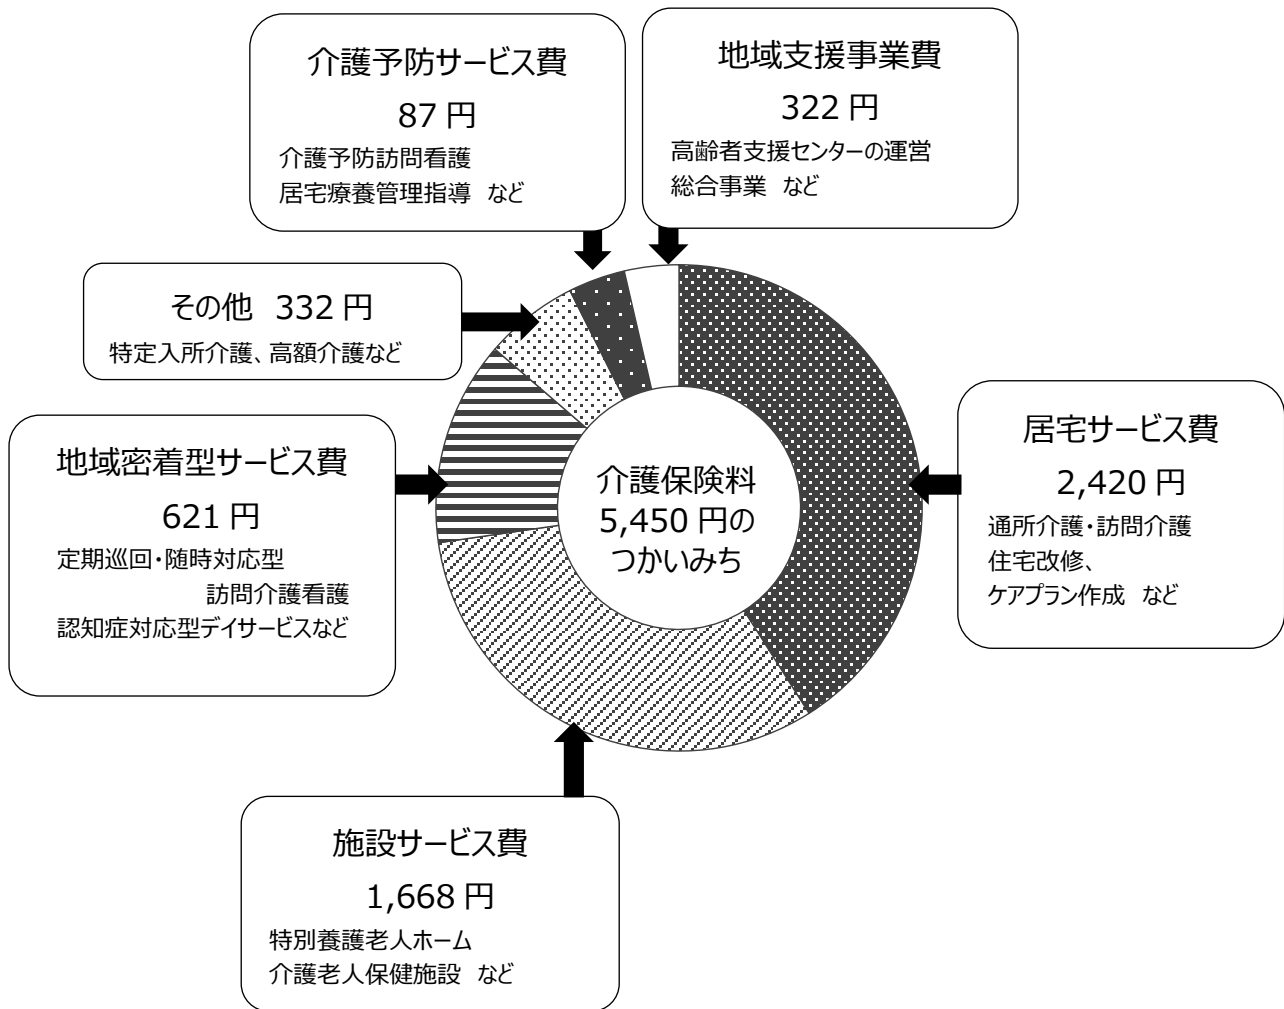 介護予防サービス費
87 円
介護予防訪問看護
居宅療養管理指導 など
地域支援事業費
322 円
高齢者支援センターの運営
総合事業 など
その他 332 円
特定入所介護、高額介護など
地域密着型サービス費
621 円
定期巡回・随時対応型
訪問介護看護
認知症対応型デイサービスなど
介護保険料
5,450 円の
つかいみち
居宅サービス費
2,420 円
通所介護・訪問介護
住宅改修、
ケアプラン作成 など
施設サービス費
1,668 円
特別養護老人ホーム
介護老人保健施設 など